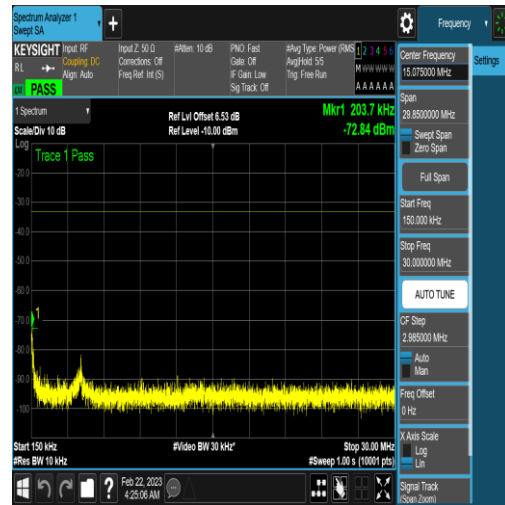 Spectrum Analyzer 1
Swept SA
Frequency
KEYSIGHT
RL
PASS
Input: RF
Coupling: DC
Align: Auto
Input Z: 50 Ω
Corrections: Off
Freq Ref: Int (S)
#Atten: 10 dB
PNO: Fast
Gate: Off
IF Gain: Low
Sig Track: Off
#Avg Type: Power (RMS
Avg|Hold: 5/5
Trig: Free Run
1 2 3 4 5 6
M W W W W W
A A A A A A
1 Spectrum
Scale/Div 10 dB
Ref Lvl Offset 6.53 dB
Ref Level -10.00 dBm
Mkr1 203.7 kHz
-72.84 dBm
Log
Trace 1 Pass
-20.0
-30.0
-40.0
-50.0
-60.0
-70.0
1
-80.0
-90.0
-100
Start 150 kHz
#Res BW 10 kHz
#Video BW 30 kHz*
Stop 30.00 MHz
#Sweep 1.00 s (10001 pts)
Center Frequency
15.075000 MHz
Settings
Span
29.850000 MHz
Swept Span
Zero Span
Full Span
Start Freq
150.000 kHz
Stop Freq
30.000000 MHz
AUTO TUNE
CF Step
2.985000 MHz
Auto
Man
Freq Offset
0 Hz
X Axis Scale
Log
Lin
Signal Track
(Span Zoom)
?
Feb 22, 2023
4:25:06 AM